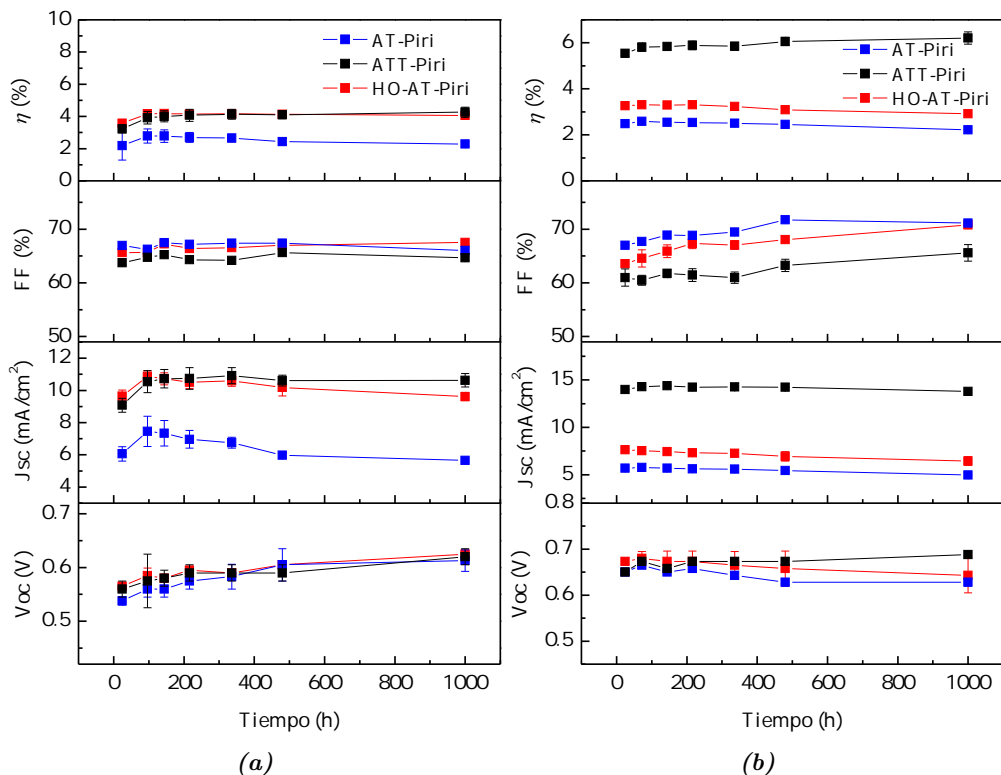 10
8
6
4
2
0
η (%)
AT-Piri
ATT-Piri
HO-AT-Piri
70
60
50
FF (%)
12
10
8
6
4
Jsc (mA/cm²)
0.7
0.6
0.5
Voc (V)
0 200 400 600 800 1000
Tiempo (h)
(a)
6
4
2
0
η (%)
AT-Piri
ATT-Piri
HO-AT-Piri
80
70
60
50
FF (%)
15
10
5
Jsc (mA/cm²)
0.8
0.7
0.6
0.5
Voc (V)
0 200 400 600 800 1000
Tiempo (h)
(b)